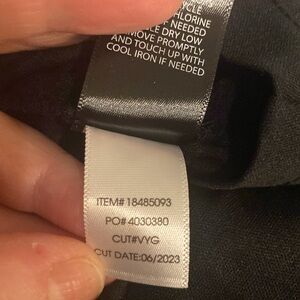 CHLORINE
DRY LOW
REMOVE PROMPTLY
AND TOUCH UP WITH
COOL IRON IF NEEDED
ITEM# 18485093
PO# 4030380
CUT#VYG
CUT DATE:06/2023